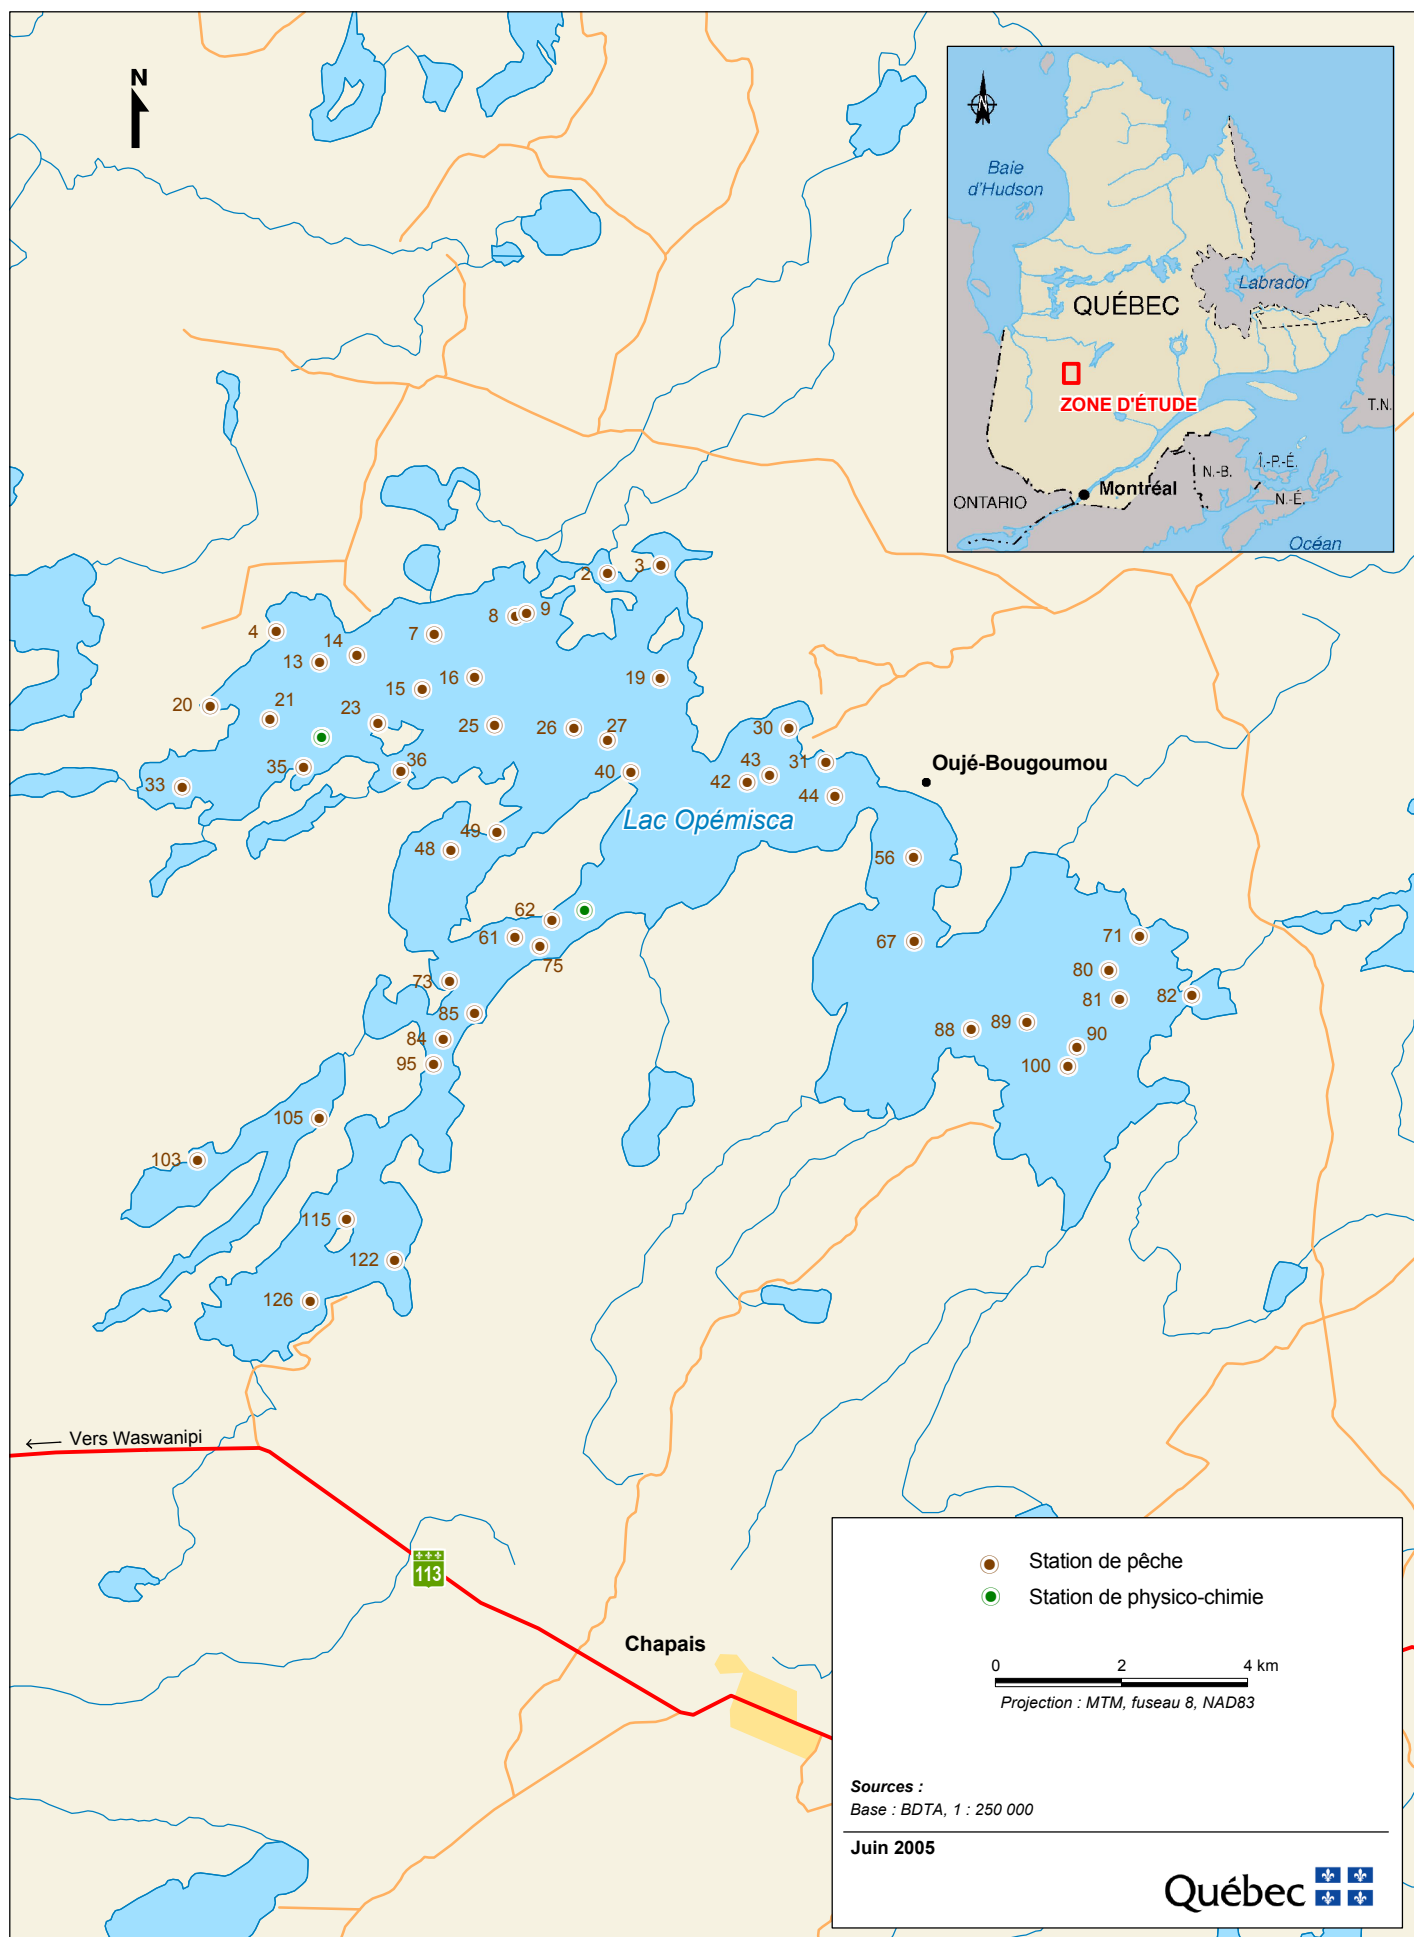 N
Baie
d'Hudson
Labrador
QUÉBEC
ZONE D'ÉTUDE
T.N.
Î.-P.-É.
N.-B.
Montréal
N.-É.
ONTARIO
Océan
2
3
8
9
4
7
14
13
16
19
15
20
21
23
25
26
27
30
31
35
36
33
40
43
42
44
Oujé-Bougoumou
Lac Opémisca
49
48
56
62
61
75
67
71
73
80
81
82
85
84
88
89
90
95
100
105
103
115
122
126
Vers Waswanipi
113
Chapais
Station de pêche
Station de physico-chimie
0 2 4 km
Projection : MTM, fuseau 8, NAD83
Sources :
Base : BDTA, 1 : 250 000
Juin 2005
Québec